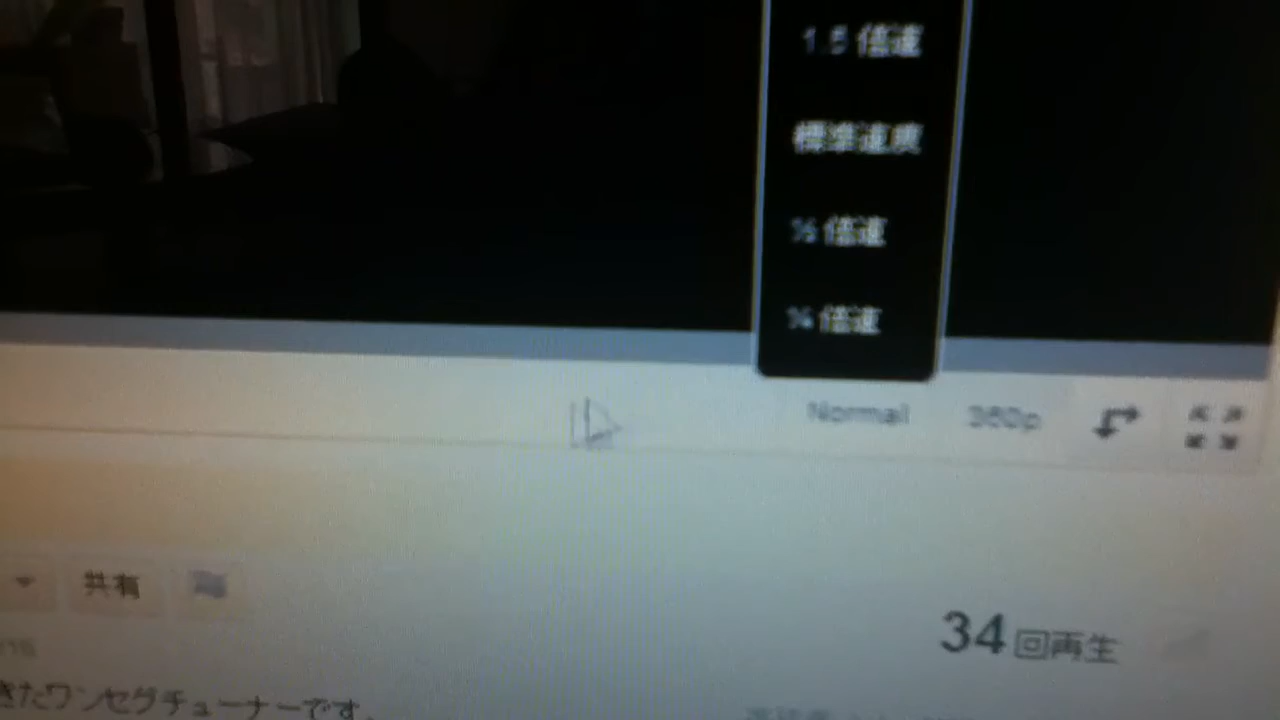 1.5 倍速
標準速度
½ 倍速
¼ 倍速
Normal 360p
共有
34 回再生
きたワンセグチューナーです。